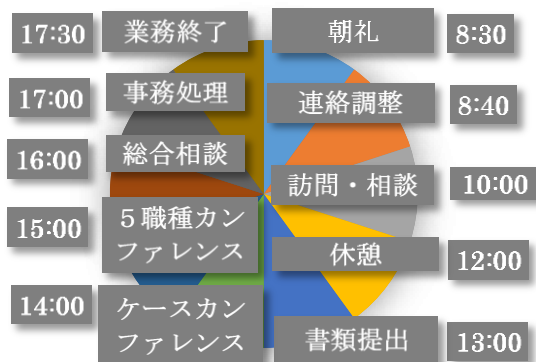 8:30
朝礼
8:40
連絡調整
10:00
訪問・相談
12:00
休憩
13:00
書類提出
14:00
ケースカン
ファレンス
15:00
５職種カン
ファレンス
16:00
総合相談
17:00
事務処理
17:30
業務終了